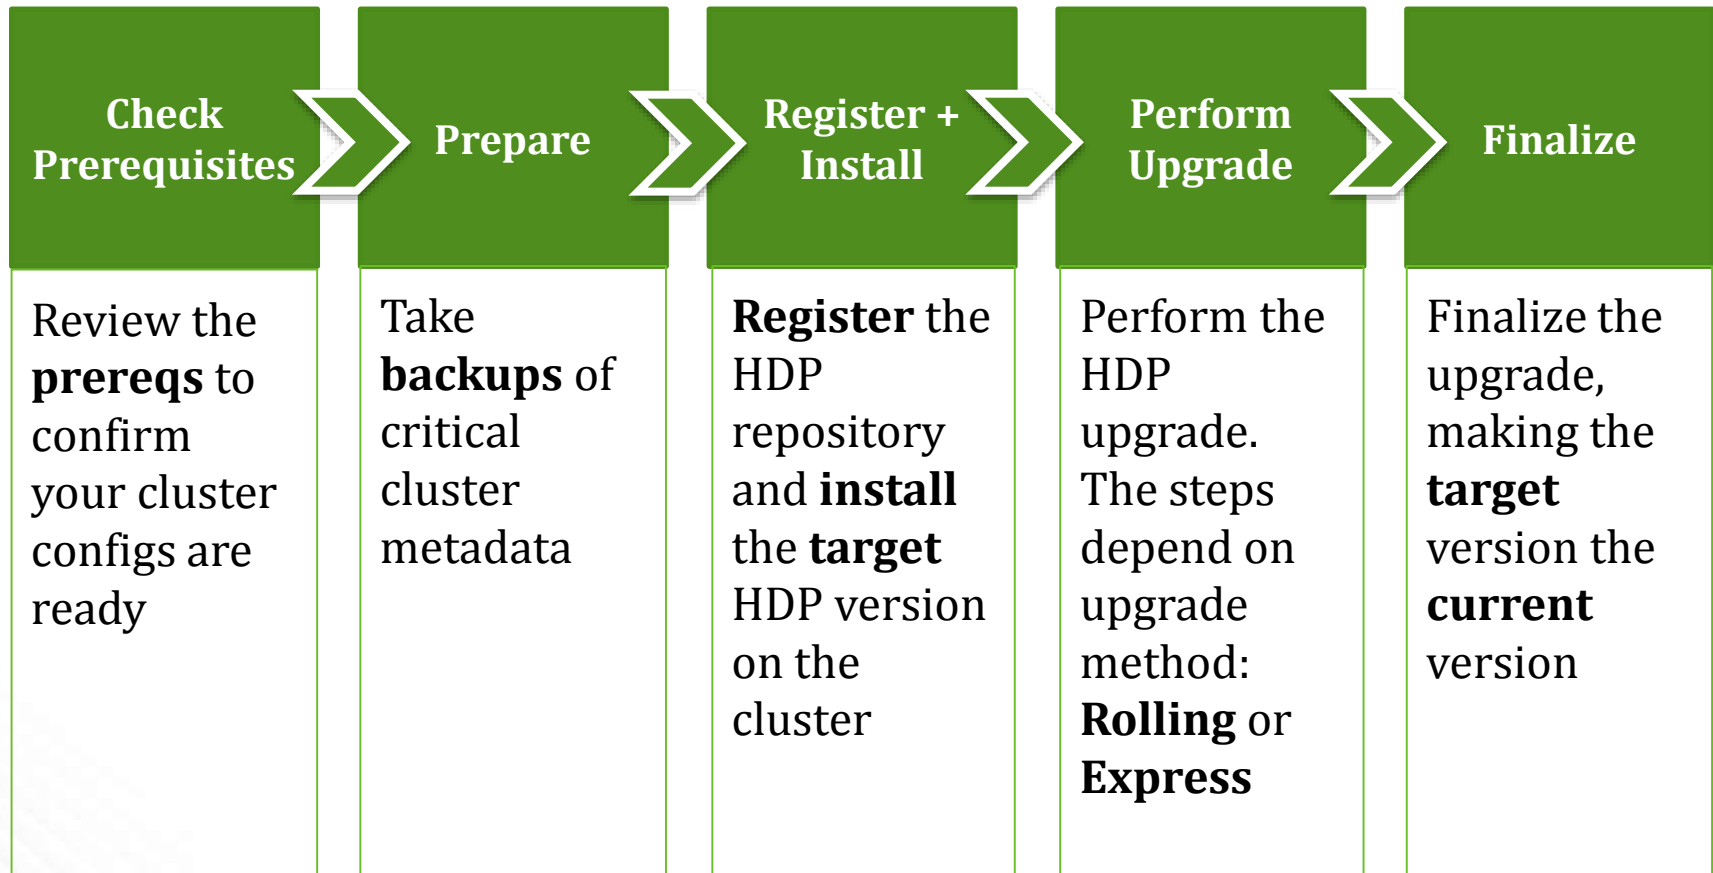 Check
Prerequisites
Prepare
Register +
Install
Perform
Upgrade
Finalize
Review the
prereqs to
confirm
your cluster
configs are
ready
Take
backups of
critical
cluster
metadata
Register the
HDP
repository
and install
the target
HDP version
on the
cluster
Perform the
HDP
upgrade.
The steps
depend on
upgrade
method:
Rolling or
Express
Finalize the
upgrade,
making the
target
version the
current
version